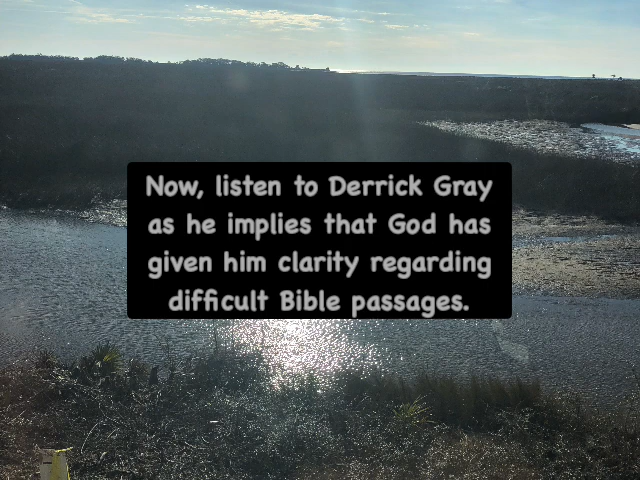 Now, listen to Derrick Gray
as he implies that God has
given him clarity regarding
difficult Bible passages.